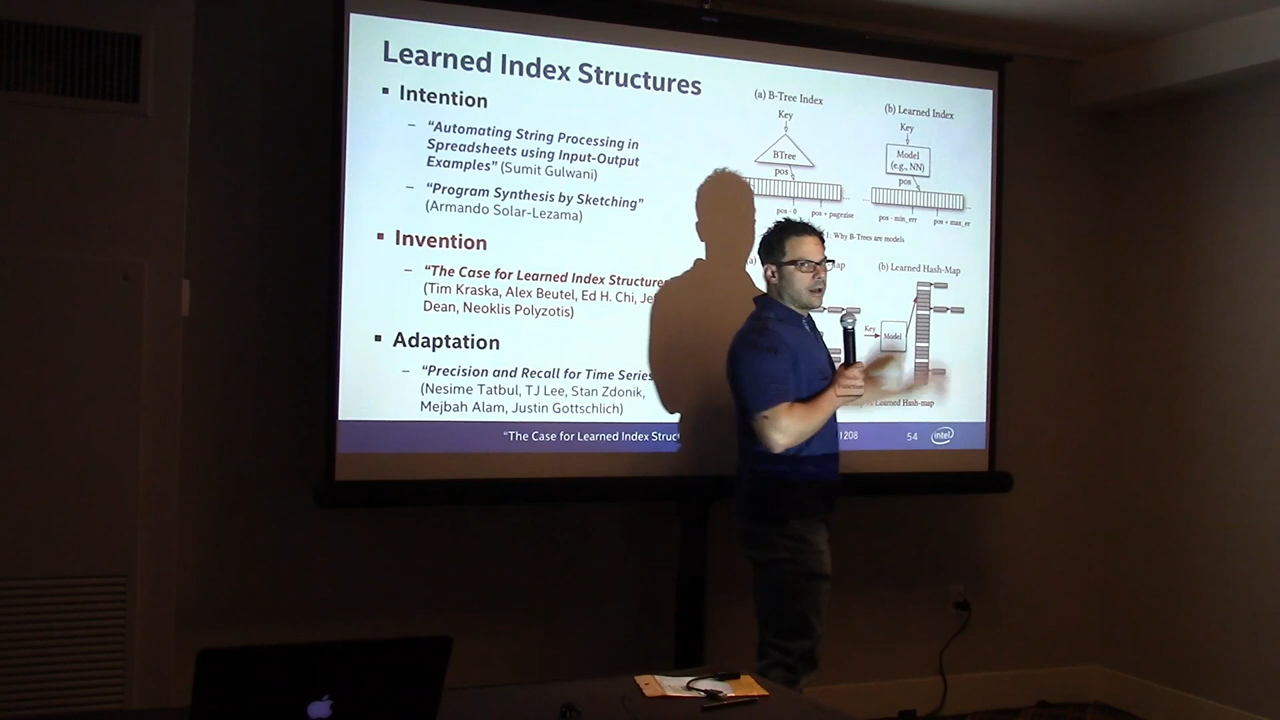 Learned Index Structures
▪ Intention
– “Automating String Processing in
Spreadsheets using Input-Output
Examples” (Sumit Gulwani)
– “Program Synthesis by Sketching”
(Armando Solar-Lezama)
▪ Invention
– “The Case for Learned Index Structure
(Tim Kraska, Alex Beutel, Ed H. Chi, Je
Dean, Neoklis Polyzotis)
▪ Adaptation
– “Precision and Recall for Time Series
(Nesime Tatbul, TJ Lee, Stan Zdonik,
Mejbah Alam, Justin Gottschlich)
(a) B-Tree Index
Key
BTree
pos
pos - 0
pos + pagesize
(b) Learned Index
Key
Model
(e.g., NN)
pos
pos - min_err
pos + max_er
1: Why B-Trees are models
(a)
ap
(b) Learned Hash-Map
Key
Model
Function
Learned Hash-map
“The Case for Learned Index Struc
1208
54
intel